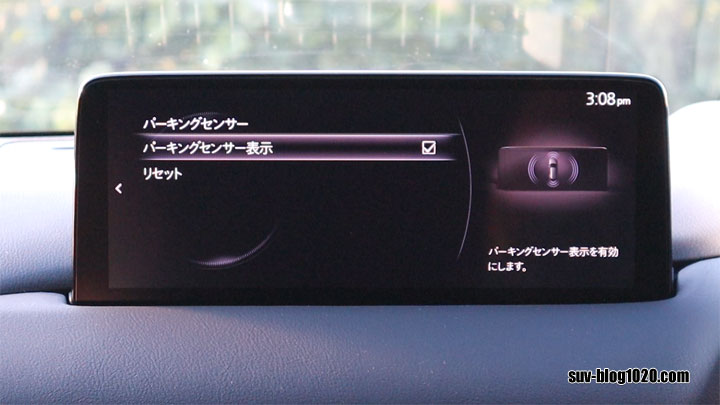 3:08pm
パーキングセンサー
パーキングセンサー表示
リセット
パーキングセンサー表示を有効
にします。
suv-blog1020.com